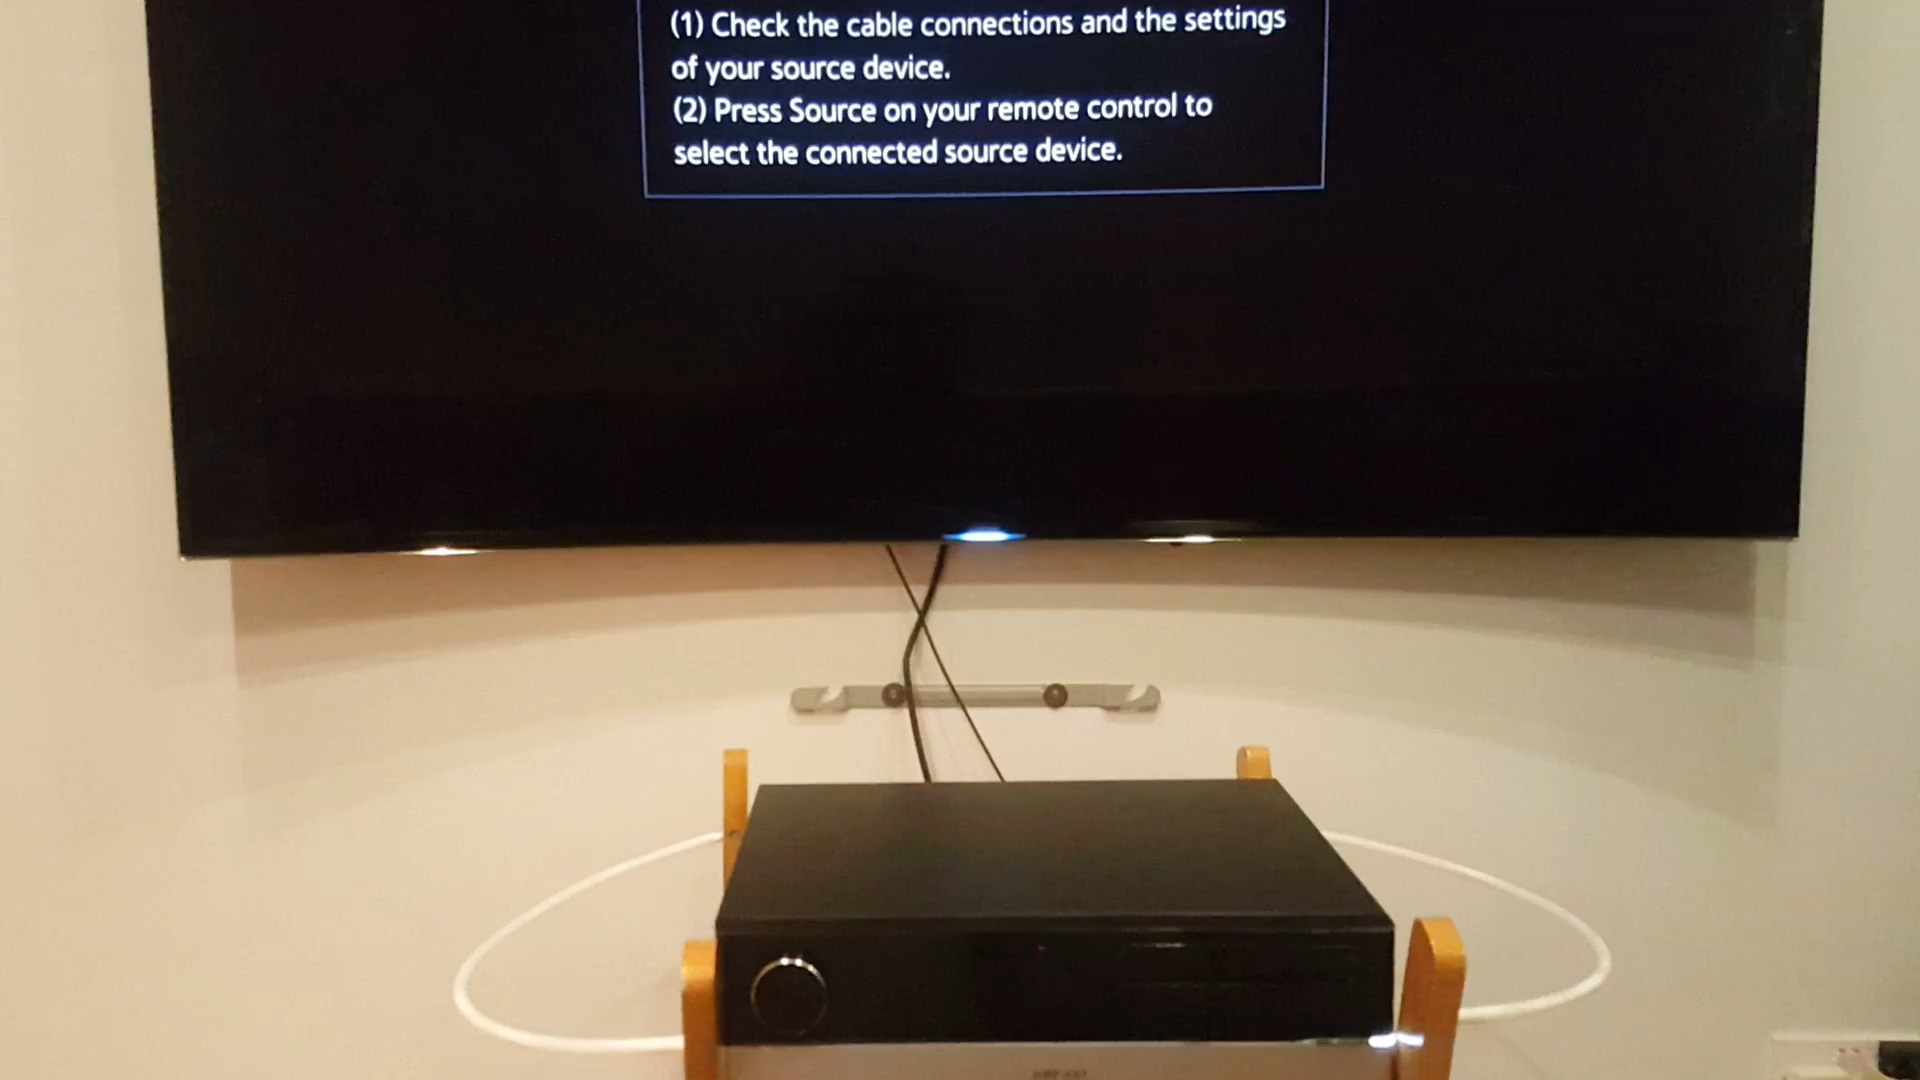 (1) Check the cable connections and the settings
of your source device.
(2) Press Source on your remote control to
select the connected source device.